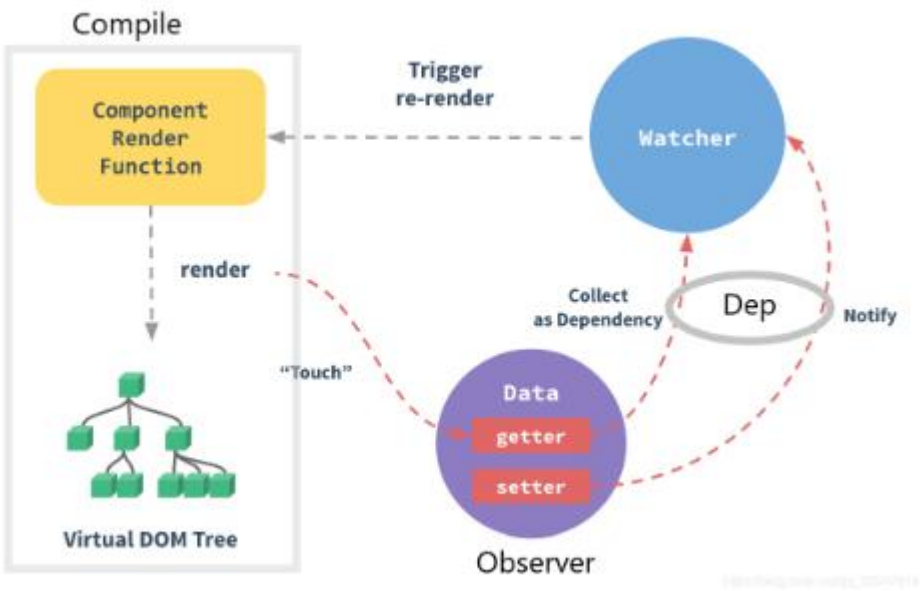 Compile
Component
Render
Function
Trigger
re-render
Watcher
render
"Touch"
Collect
as Dependency
Dep
Notify
Data
getter
setter
Virtual DOM Tree
Observer